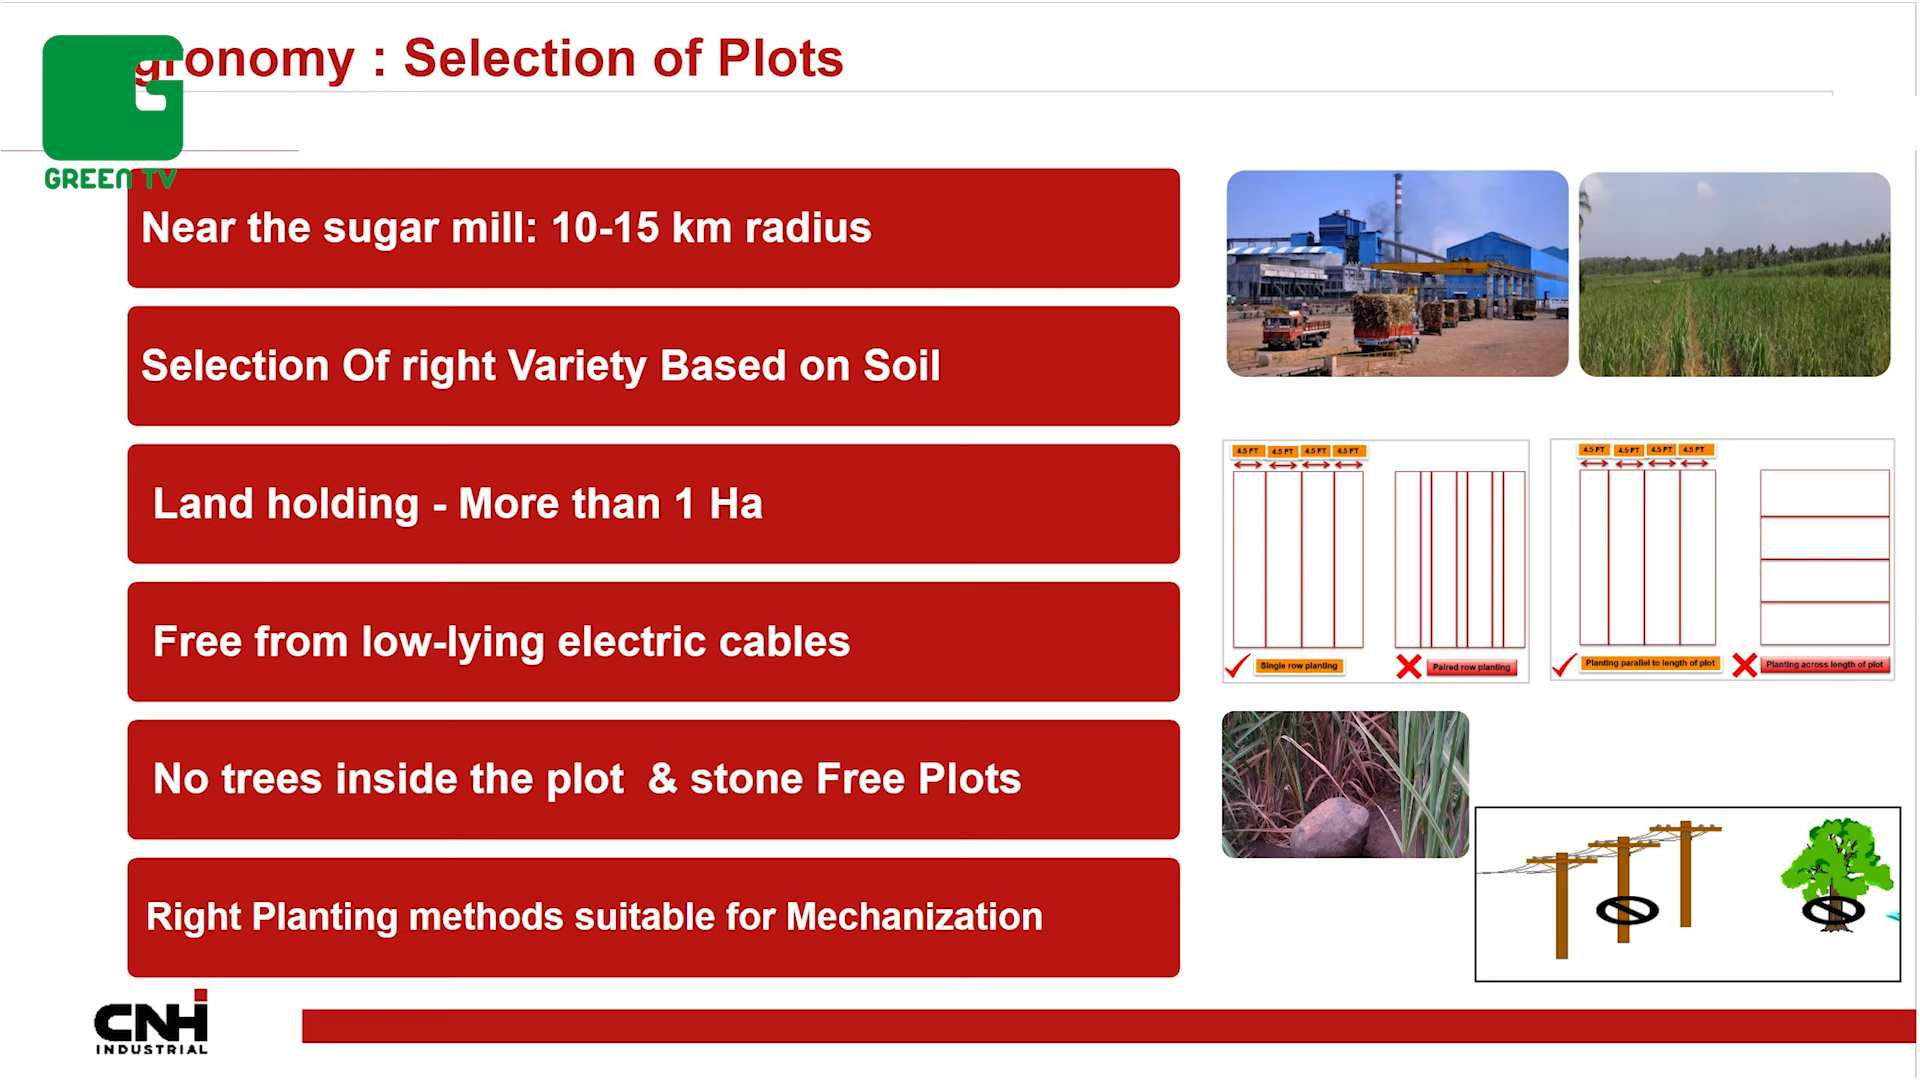 gronomy : Selection of Plots
GREEN TV
Near the sugar mill: 10-15 km radius
Selection Of right Variety Based on Soil
Land holding - More than 1 Ha
Free from low-lying electric cables
No trees inside the plot & stone Free Plots
Right Planting methods suitable for Mechanization
4.5 FT 4.5 FT 4.5 FT 4.5 FT
Single row planting
Paired row planting
4.5 FT 4.5 FT 4.5 FT 4.5 FT
Planting parallel to length of plot
Planting across length of plot
CNH
INDUSTRIAL